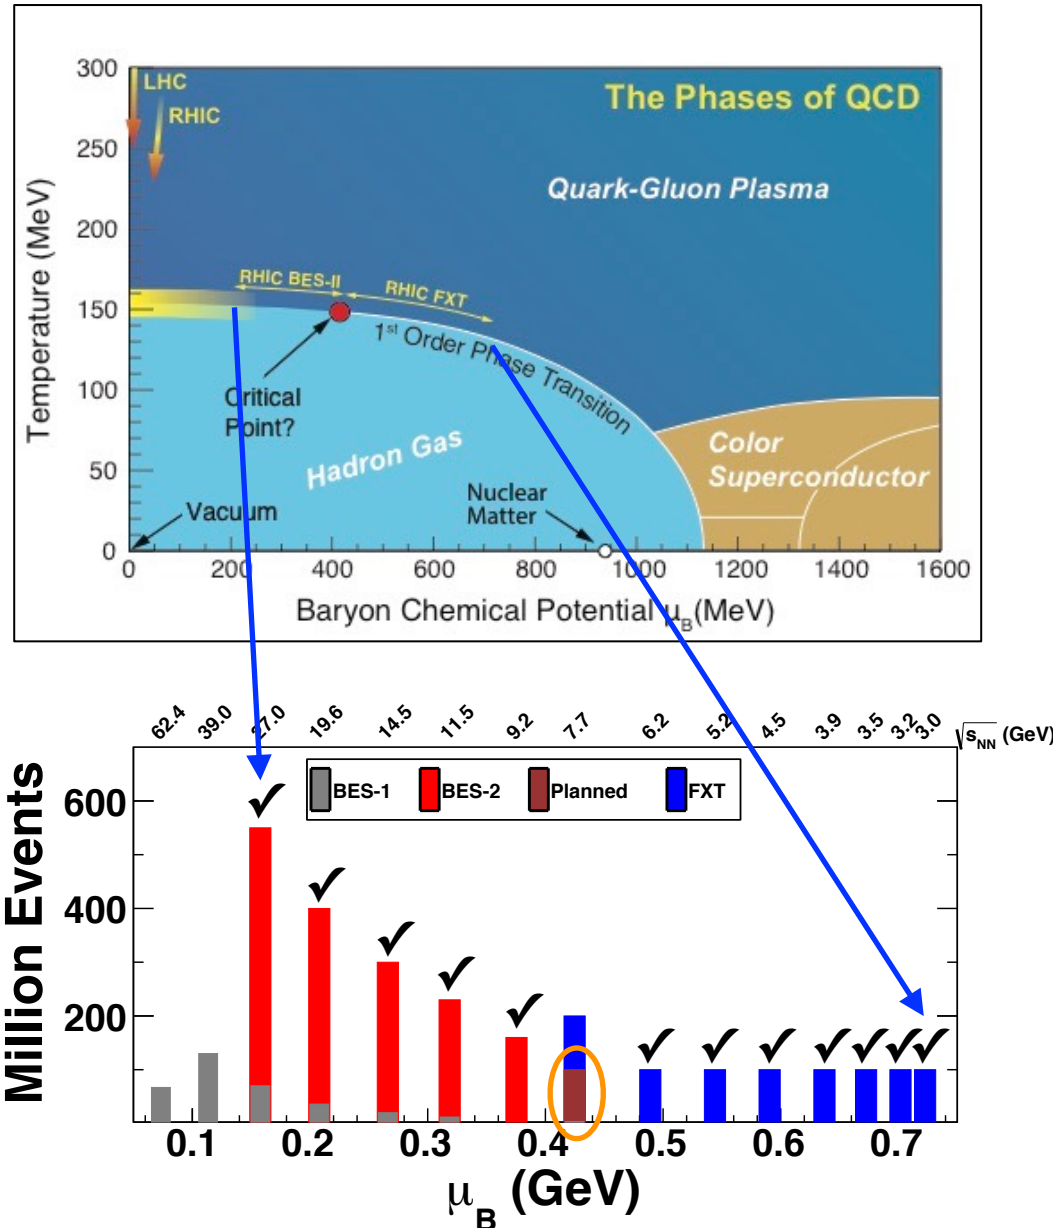 300
250
200
150
100
50
0
Temperature (MeV)
LHC
RHIC
The Phases of QCD
Quark-Gluon Plasma
RHIC BES-II
RHIC FXT
1st Order Phase Transition
Critical
Point?
Hadron Gas
Color
Superconductor
Nuclear
Matter
Vacuum
0 200 400 600 800 1000 1200 1400 1600
Baryon Chemical Potential μB(MeV)
62.4 39.0 27.0 19.6 14.5 11.5 9.2 7.7 6.2 5.2 4.5 3.9 3.5 3.2 3.0 √sNN (GeV)
BES-1 BES-2 Planned FXT
Million Events
600
400
200
0.1 0.2 0.3 0.4 0.5 0.6 0.7
μB (GeV)